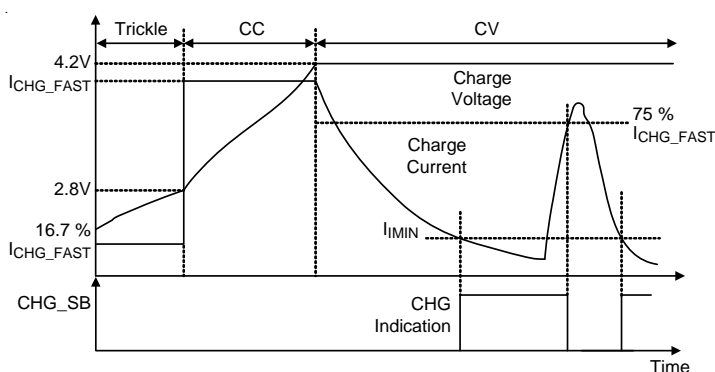 Trickle
CC
CV
4.2V
ICHG_FAST
Charge
Voltage
75 %
ICHG_FAST
Charge
Current
2.8V
16.7 %
ICHG_FAST
IIMIN
CHG_SB
CHG
Indication
Time